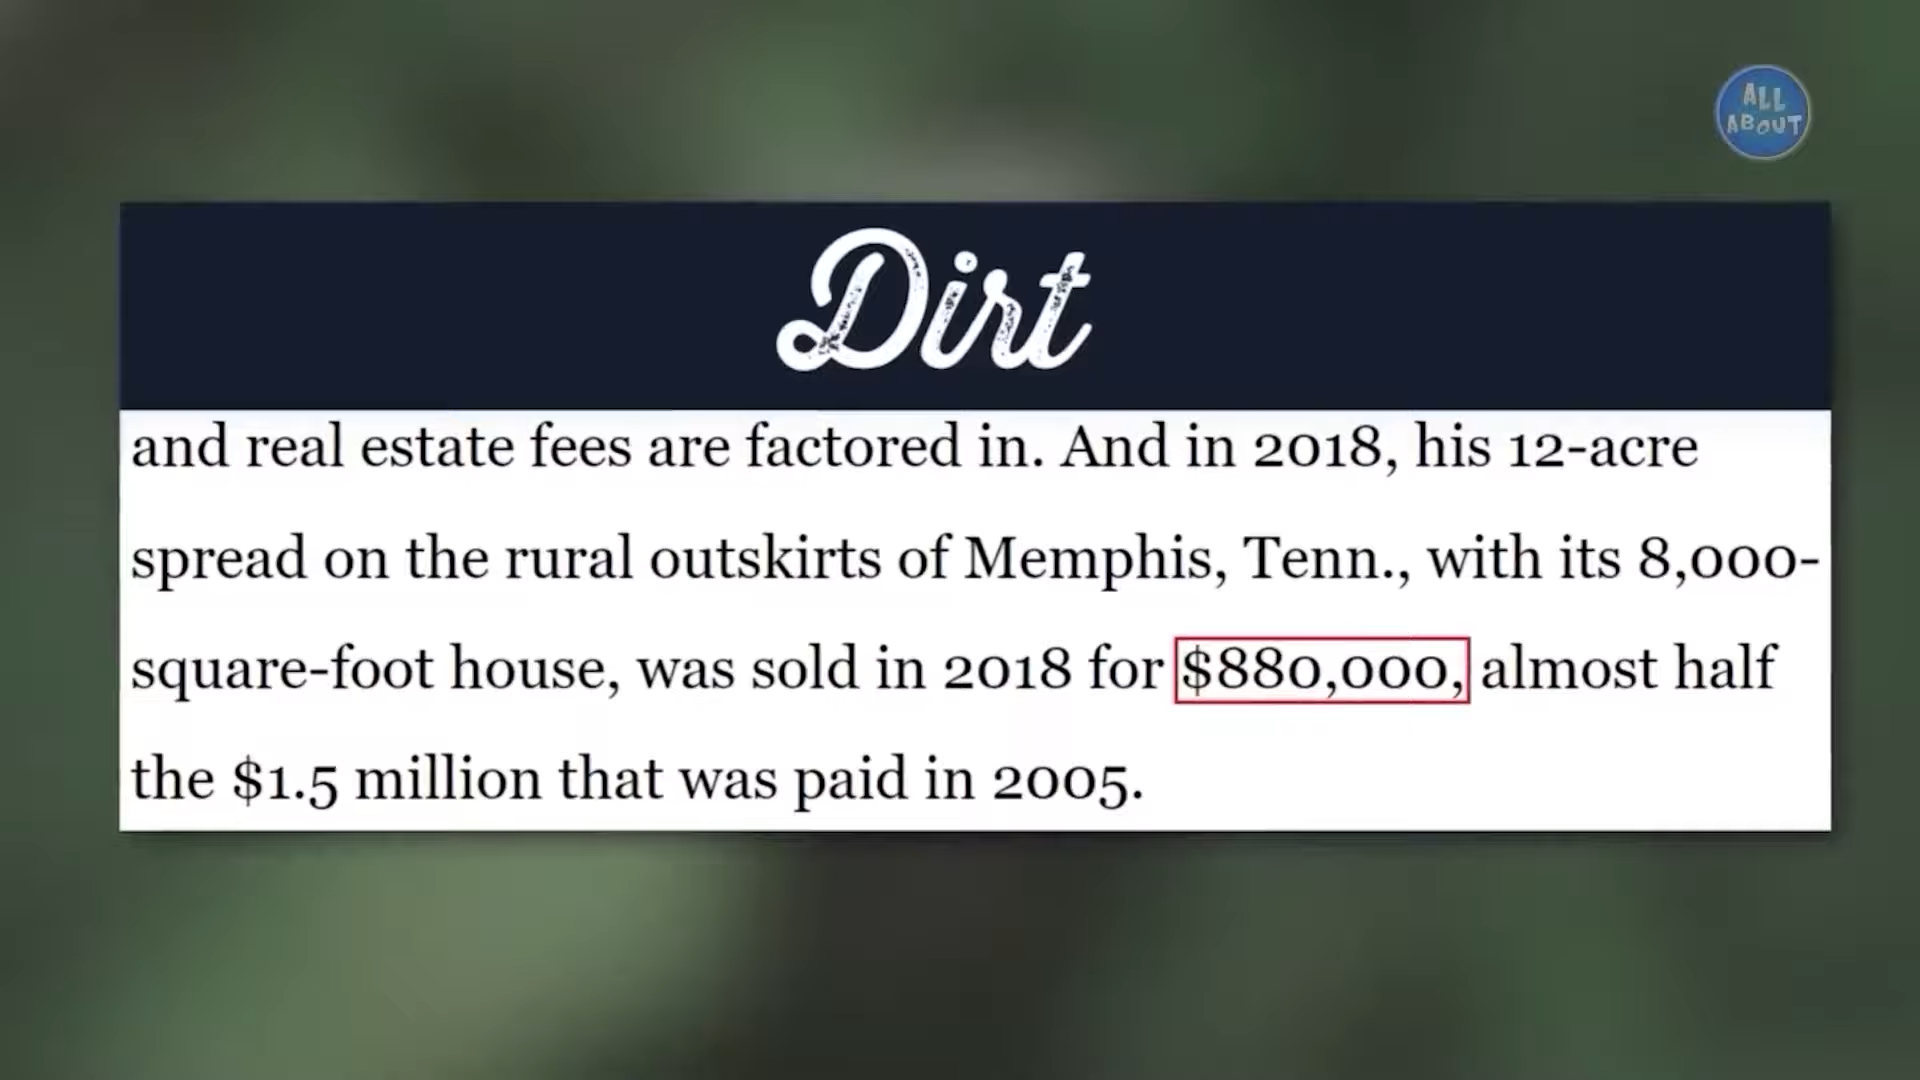 ALL
ABOUT
Dirt
and real estate fees are factored in. And in 2018, his 12-acre
spread on the rural outskirts of Memphis, Tenn., with its 8,000-
square-foot house, was sold in 2018 for $880,000, almost half
the $1.5 million that was paid in 2005.